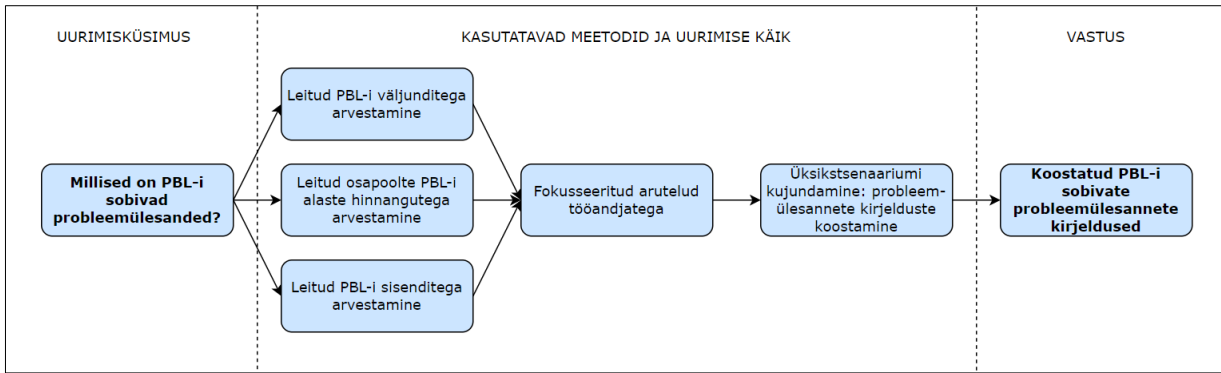 UURIMISKÜSIMUS
KASUTATAVAD MEETODID JA UURIMISE KÄIK
VASTUS
Millised on PBL-i
sobivad
probleemülesanded?
Leitud PBL-i väljunditega
arvestamine
Leitud osapoolte PBL-i
alaste hinnangutega
arvestamine
Leitud PBL-i sisenditega
arvestamine
Fokusseeritud arutelud
tööandjatega
Üksikstsenaariumi
kujundamine: probleem-
ülesannete kirjelduste
koostamine
Koostatud PBL-i
sobivate
probleemülesannete
kirjeldused